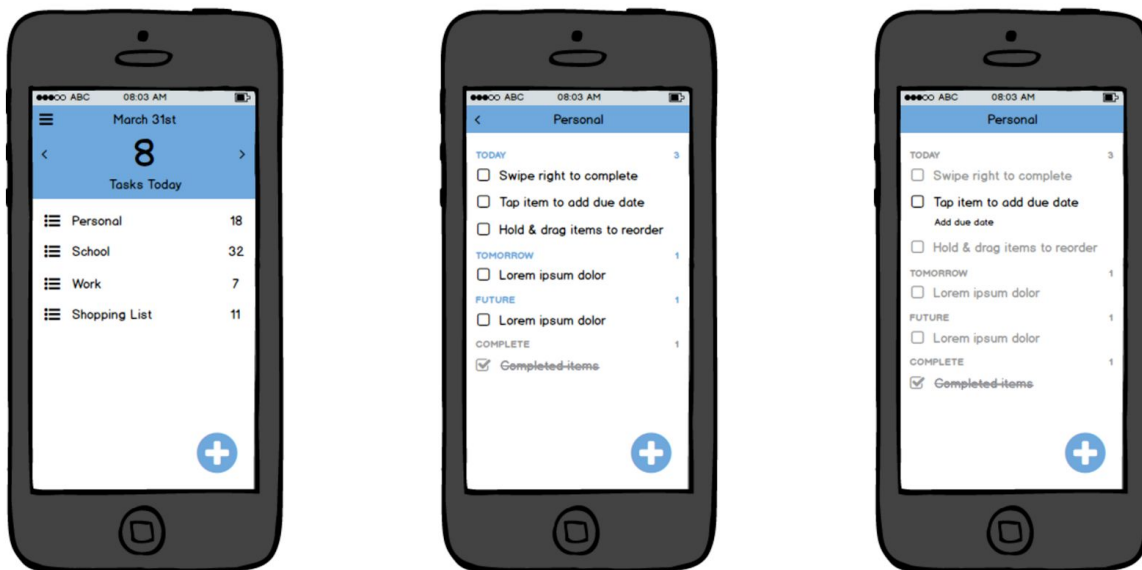 ABC 08:03 AM
March 31st
8
Tasks Today
Personal 18
School 32
Work 7
Shopping List 11
ABC 08:03 AM
Personal
TODAY 3
Swipe right to complete
Tap item to add due date
Hold & drag items to reorder
TOMORROW 1
Lorem ipsum dolor
FUTURE 1
Lorem ipsum dolor
COMPLETE 1
Completed items
ABC 08:03 AM
Personal
TODAY 3
Swipe right to complete
Tap item to add due date
Add due date
Hold & drag items to reorder
TOMORROW 1
Lorem ipsum dolor
FUTURE 1
Lorem ipsum dolor
COMPLETE 1
Completed items